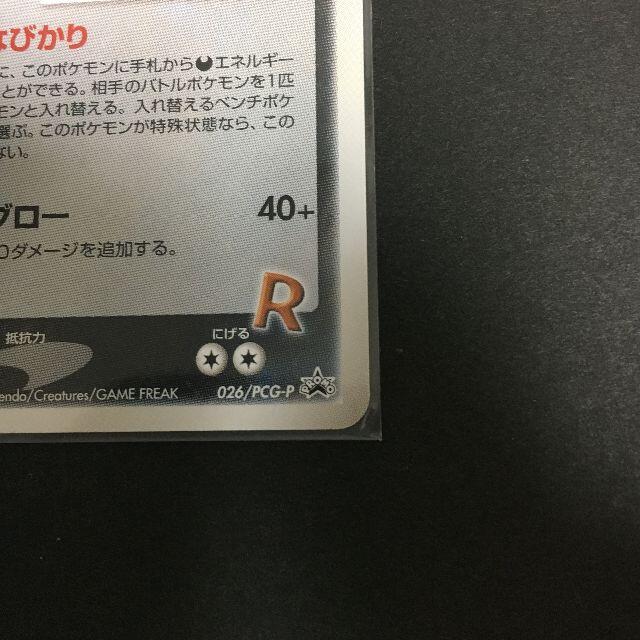 なびかり
に、このポケモンに手札からエネルギー
ことができる。相手のバトルポケモンを1匹
モンと入れ替える。入れ替えるベンチポケ
選ぶ。このポケモンが特殊状態なら、この
ない。
ブロー 40+
0ダメージを追加する。
R
抵抗力 にげる
endo/Creatures/GAME FREAK 026/PCG-P